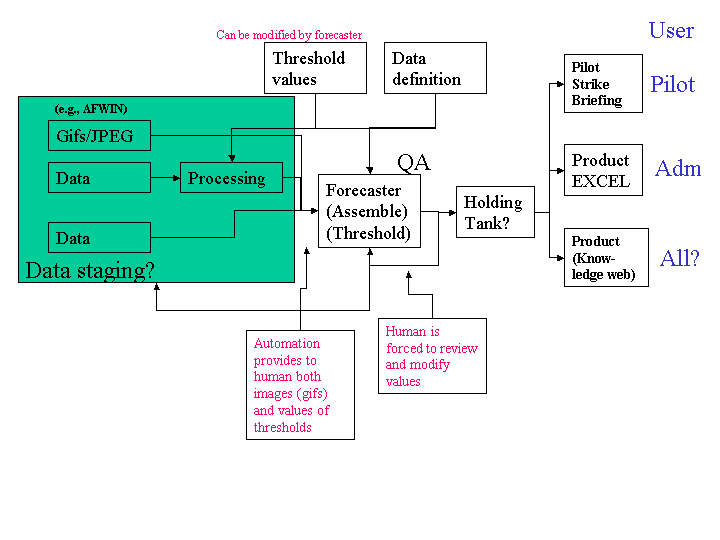 User
Can be modified by forecaster
Threshold
values
Data
definition
Pilot
Strike
Briefing
Pilot
(e.g., AFWIN)
Gifs/JPEG
QA
Data
Processing
Forecaster
(Assemble)
(Threshold)
Holding
Tank?
Product
EXCEL
Adm
Data
Data staging?
Product
(Know-
ledge web)
All?
Automation
provides to
human both
images (gifs)
and values of
thresholds
Human is
forced to review
and modify
values